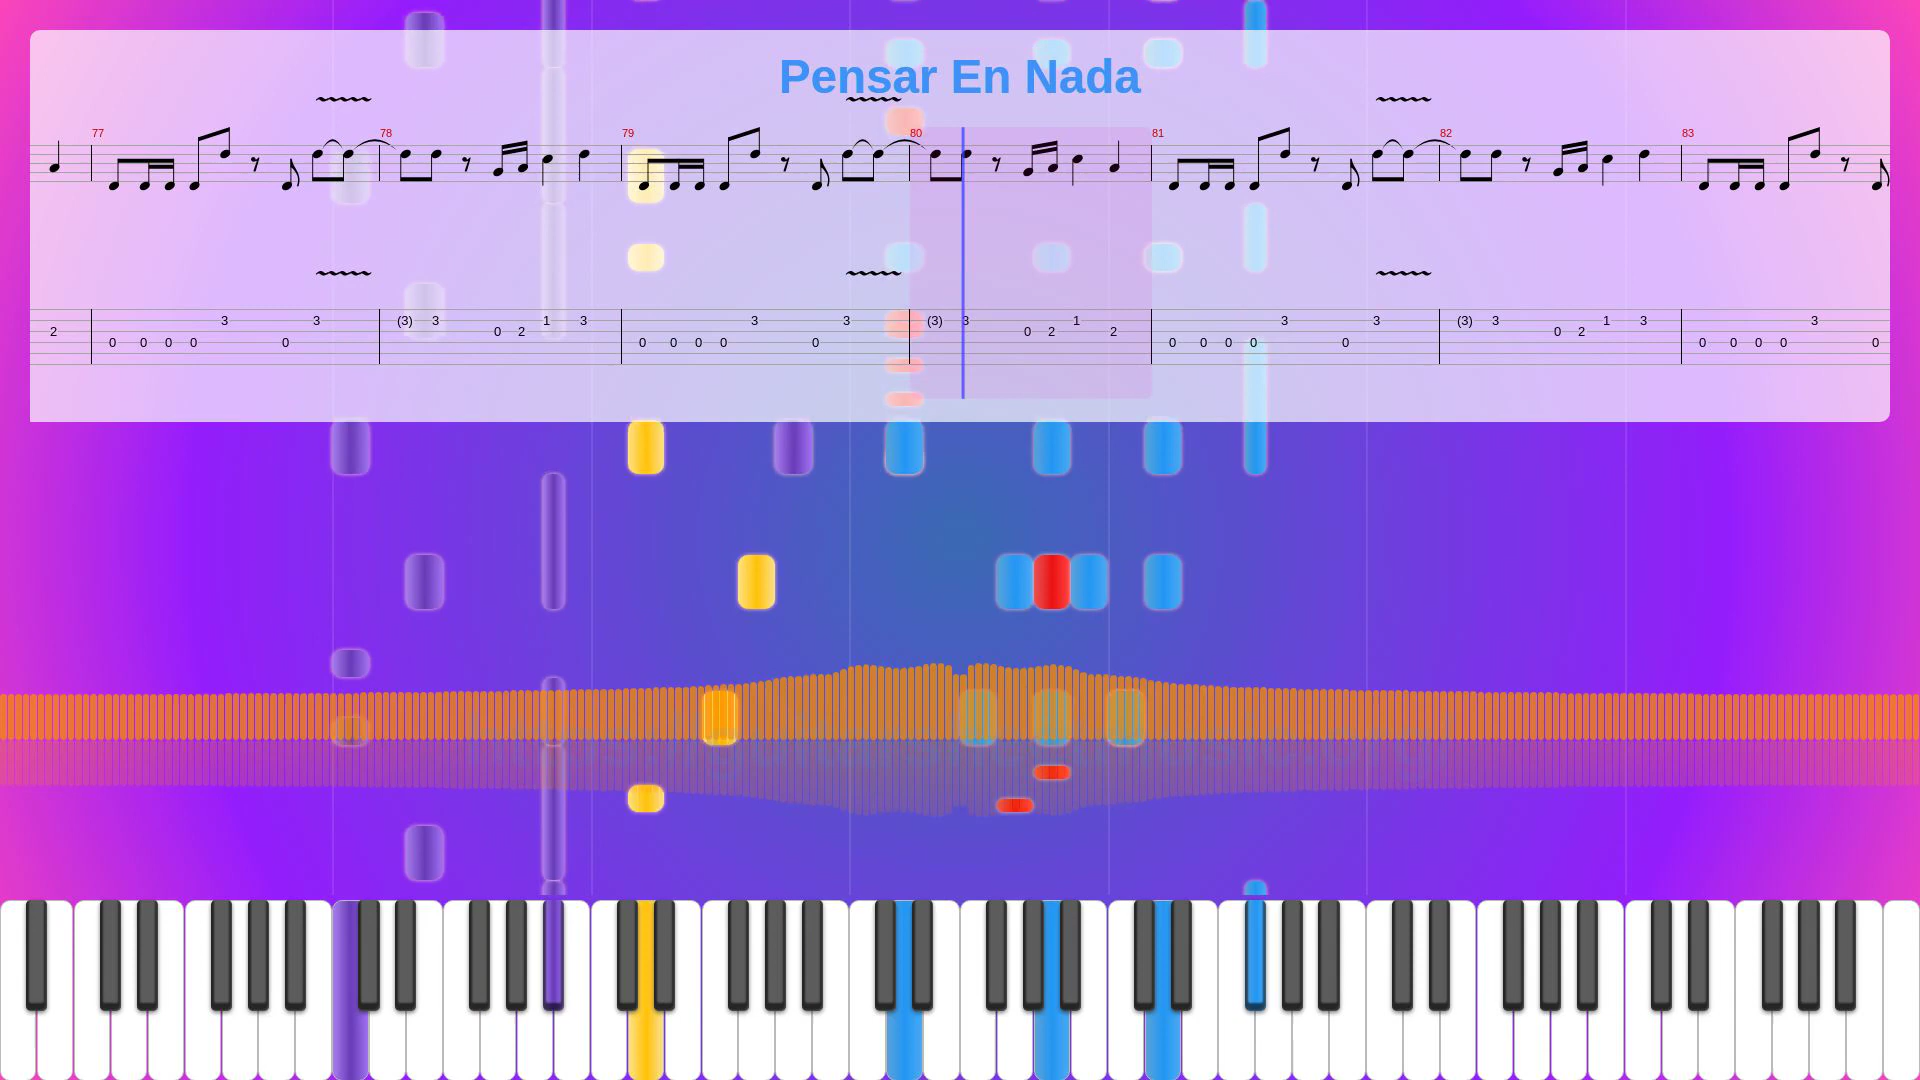 Pensar En Nada
77 78 79 80 81 82 83
2 0 0 0 0 3 0 3 (3) 3 0 2 1 3 0 0 0 0 3 0 3 (3) 3 0 2 1 2 0 0 0 0 3 0 3 (3) 3 0 2 1 3 0 0 0 0 3 0